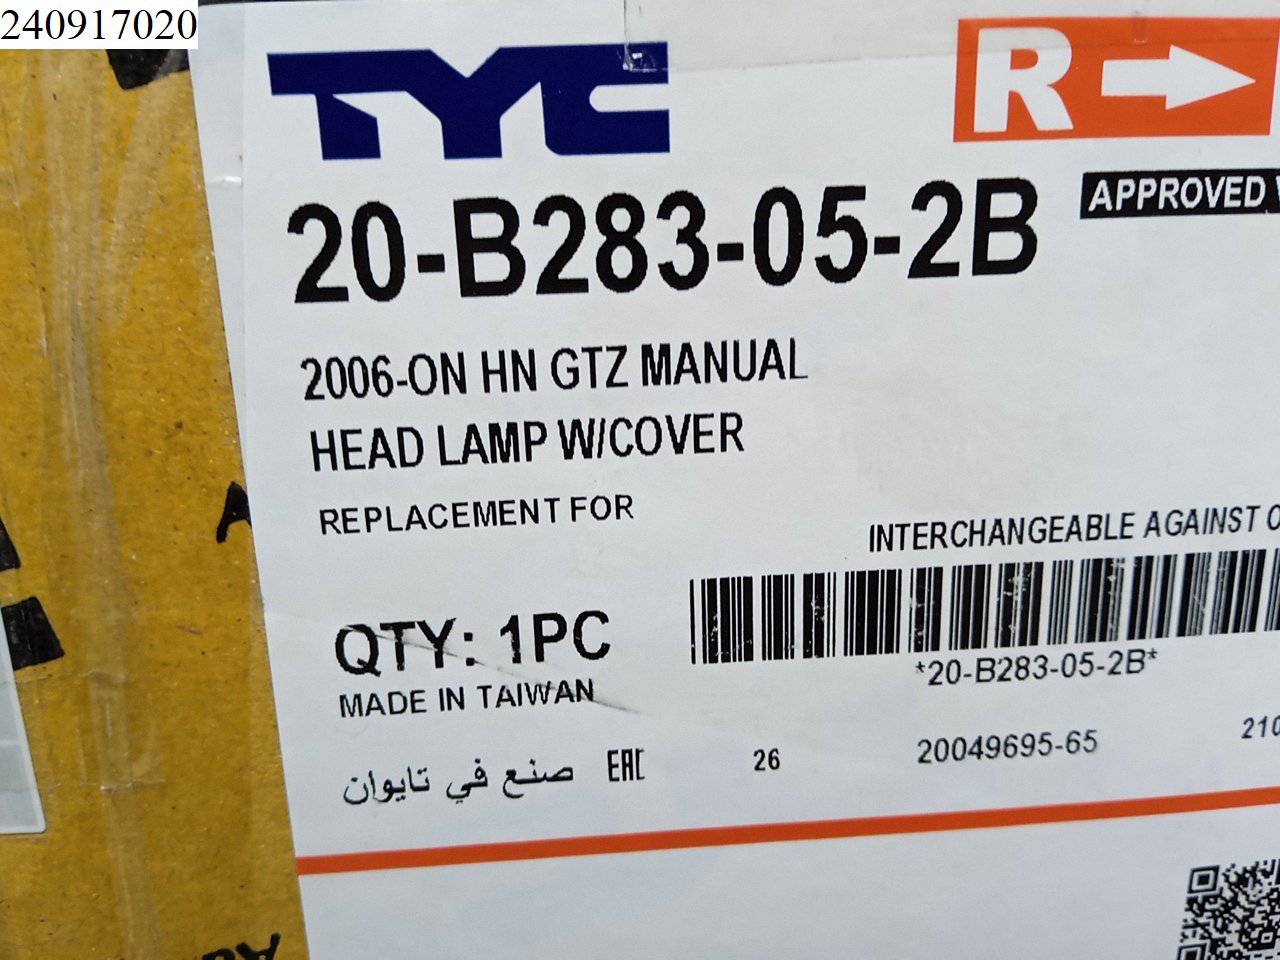 240917020
TYC
R
20-B283-05-2B
APPROVED
2006-ON HN GTZ MANUAL
HEAD LAMP W/COVER
REPLACEMENT FOR
INTERCHANGEABLE AGAINST
QTY: 1PC
*20-B283-05-2B*
MADE IN TAIWAN
صنع في تايوان
EAC
26
20049695-65
210